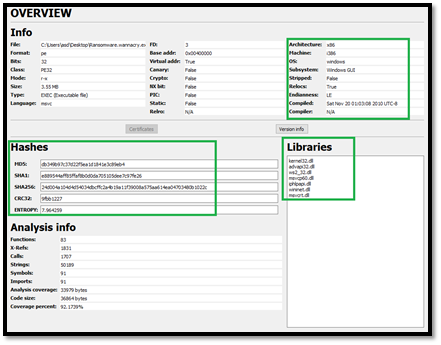 OVERVIEW
Info
File: C:\Users\asd\Desktop\Ransomware.wannacry.ex FD: 3 Architecture: x86
Format: pe Base addr: 0x00400000 Machine: i386
Bits: 32 Virtual addr: True OS: windows
Class: PE32 Canary: False Subsystem: Windows GUI
Mode: r-x Crypto: False Stripped: False
Size: 3.55 MB NX bit: False Relocs: True
Type: EXEC (Executable file) PIC: False Endianness: LE
Language: msvc Static: False Compiled: Sat Nov 20 01:03:08 2010 UTC-8
Relro: N/A Compiler: N/A
Certificates Version info
Hashes
MD5: db349b97c37d22f5ea1d1841e3c89eb4
SHA1: e889544aff85ffaf8b0d0da705105dee7c97fe26
SHA256: 24d004a104d4d54034dbcffc2a4b19a11f39008a575aa614ea04703480b1022c
CRC32: 9fbb1227
ENTROPY: 7.964259
Libraries
kernel32.dll
advapi32.dll
ws2_32.dll
msvcp60.dll
iphlpapi.dll
wininet.dll
msvcrt.dll
Analysis info
Functions: 83
X-Refs: 1831
Calls: 1707
Strings: 50189
Symbols: 91
Imports: 91
Analysis coverage: 33979 bytes
Code size: 36864 bytes
Coverage percent: 92.1739%